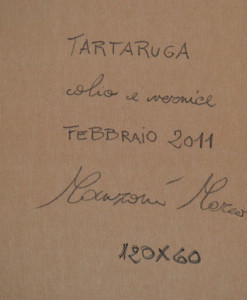 TARTARUGA
olio e vernice
FEBBRAIO 2011
Manzoni Marco
120X60